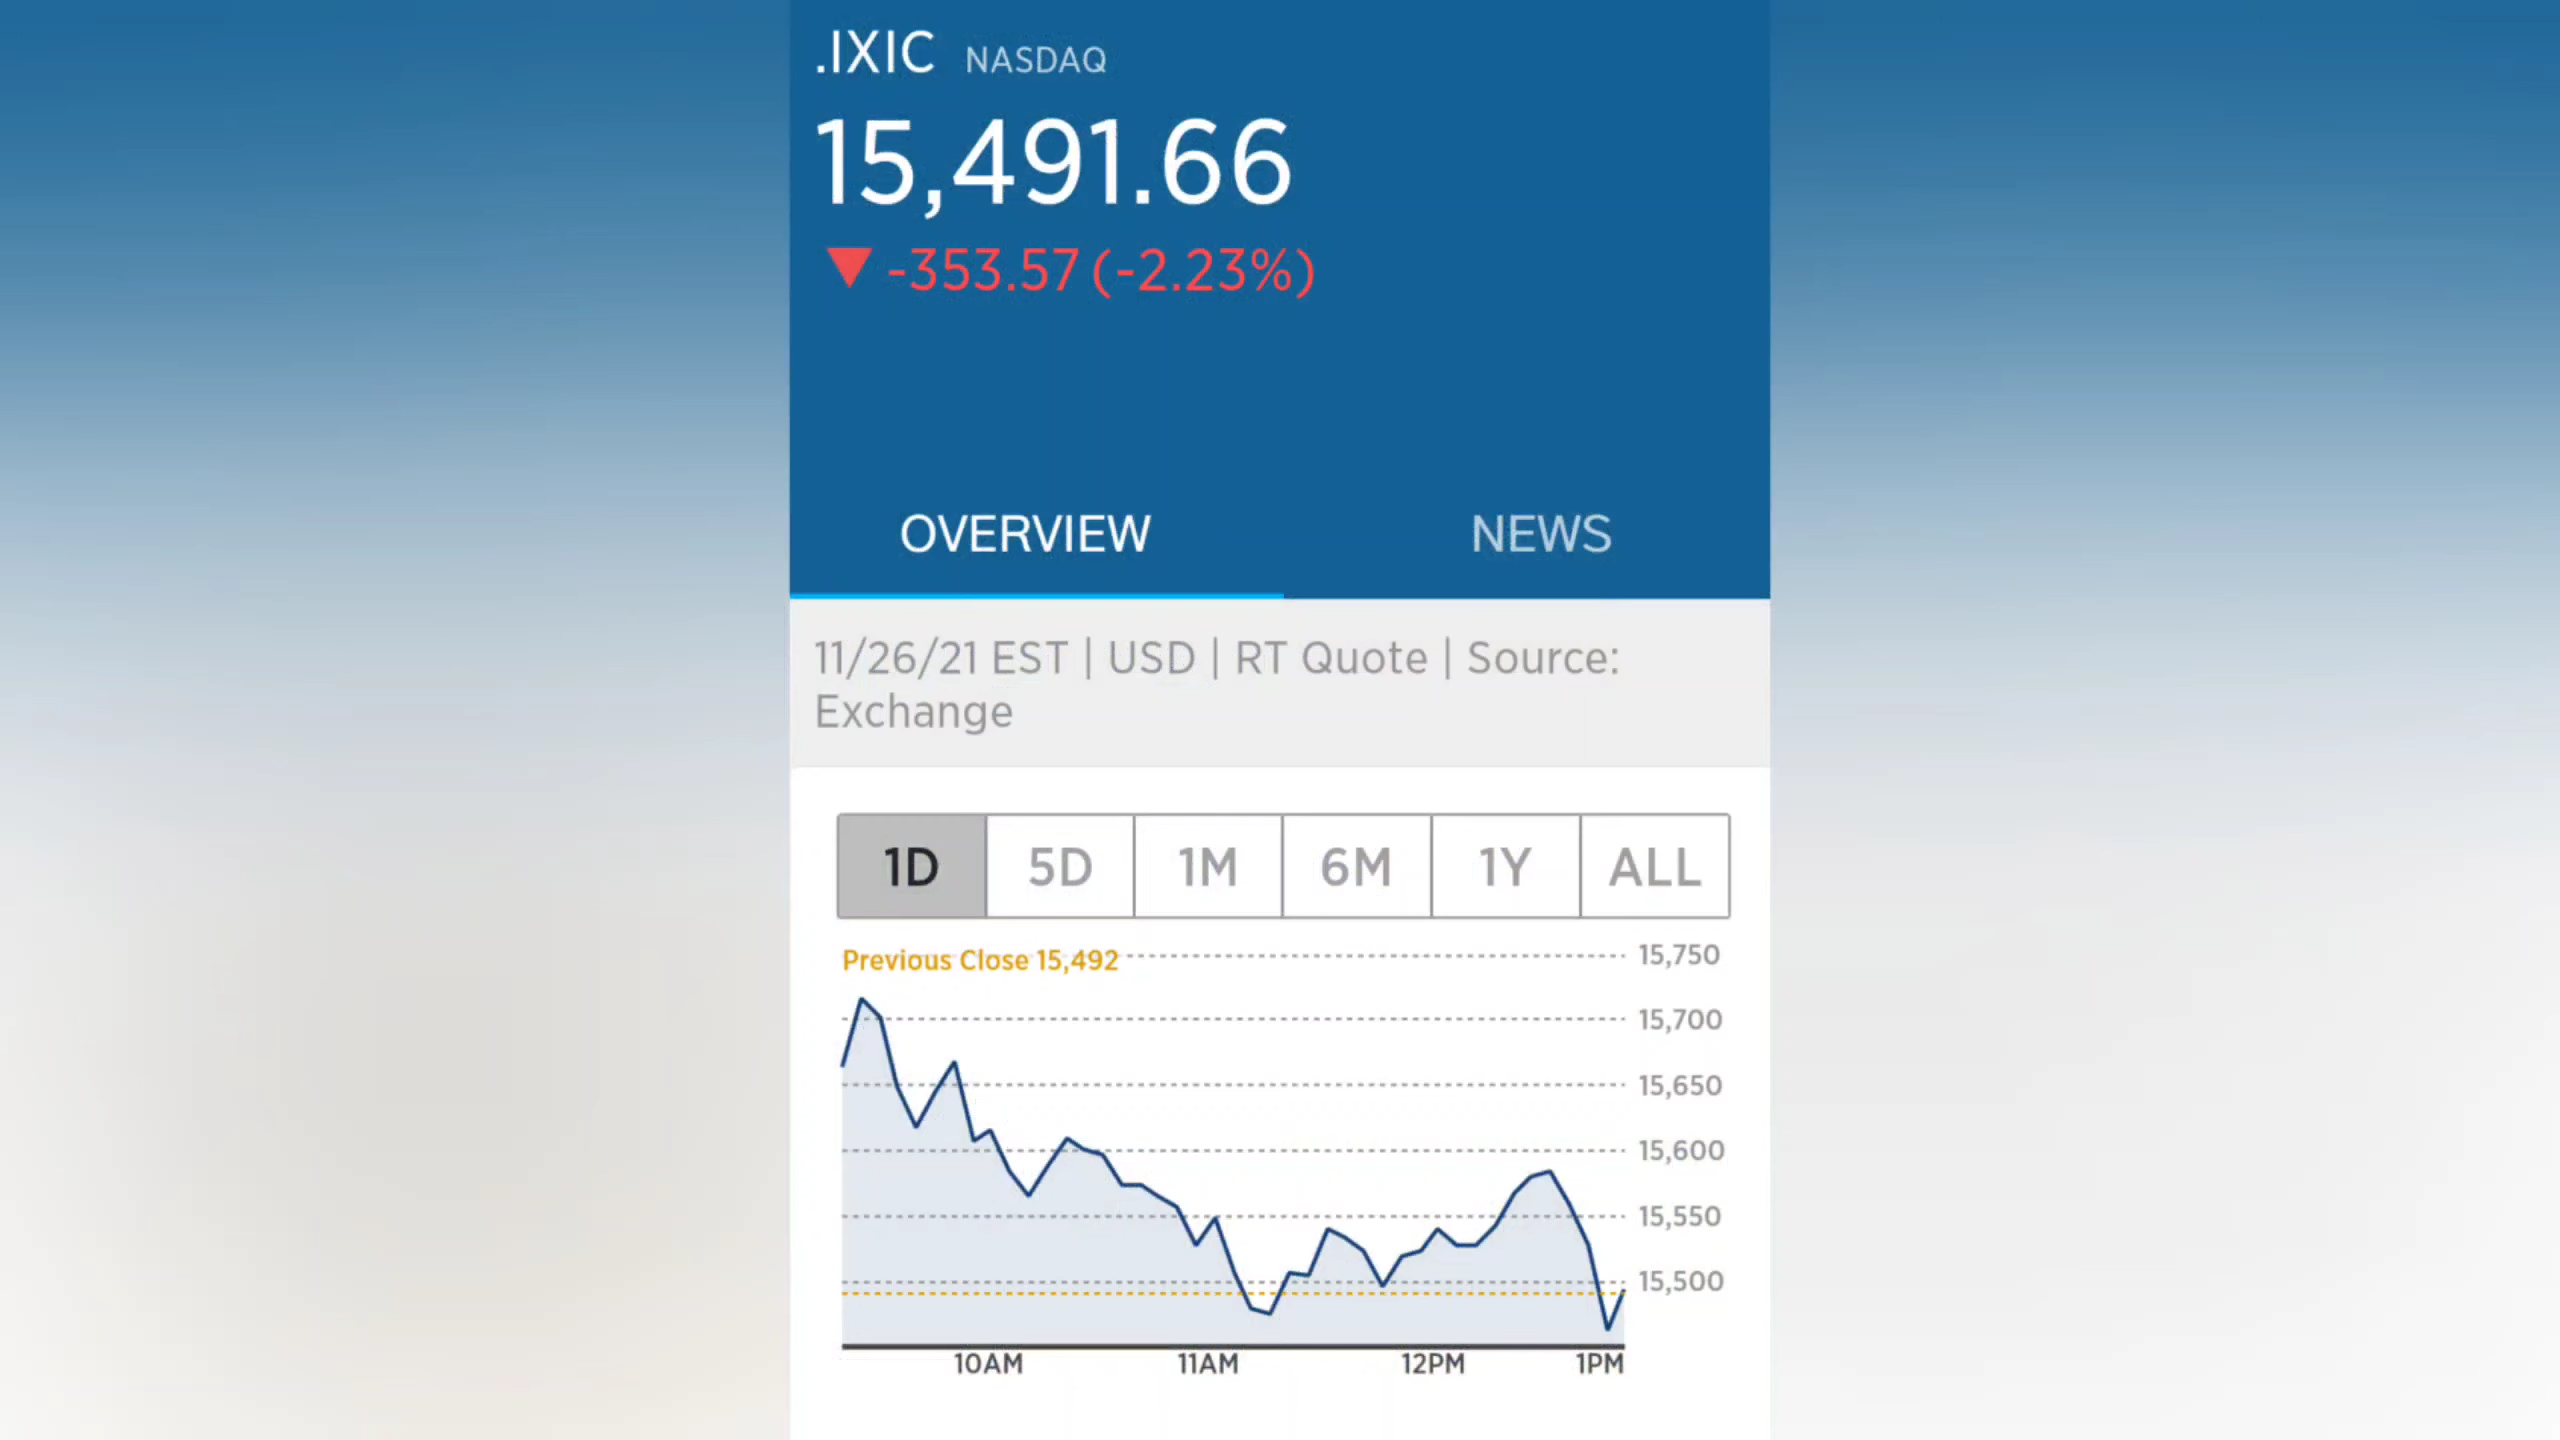 .IXIC NASDAQ
15,491.66
▼ -353.57 (-2.23%)
OVERVIEW NEWS
11/26/21 EST | USD | RT Quote | Source:
Exchange
1D 5D 1M 6M 1Y ALL
Previous Close 15,492
15,750
15,700
15,650
15,600
15,550
15,500
10AM 11AM 12PM 1PM